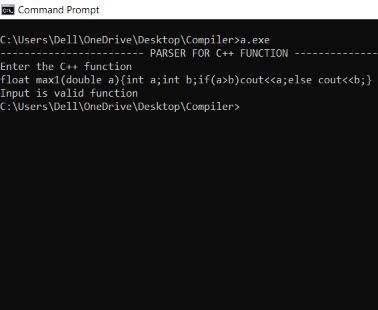 Command Prompt
C:\Users\Dell\OneDrive\Desktop\Compiler>a.exe
------------------------ PARSER FOR C++ FUNCTION --------------
Enter the C++ function
float max1(double a){int a;int b;if(a>b)cout<<a;else cout<<b;}
Input is valid function
C:\Users\Dell\OneDrive\Desktop\Compiler>